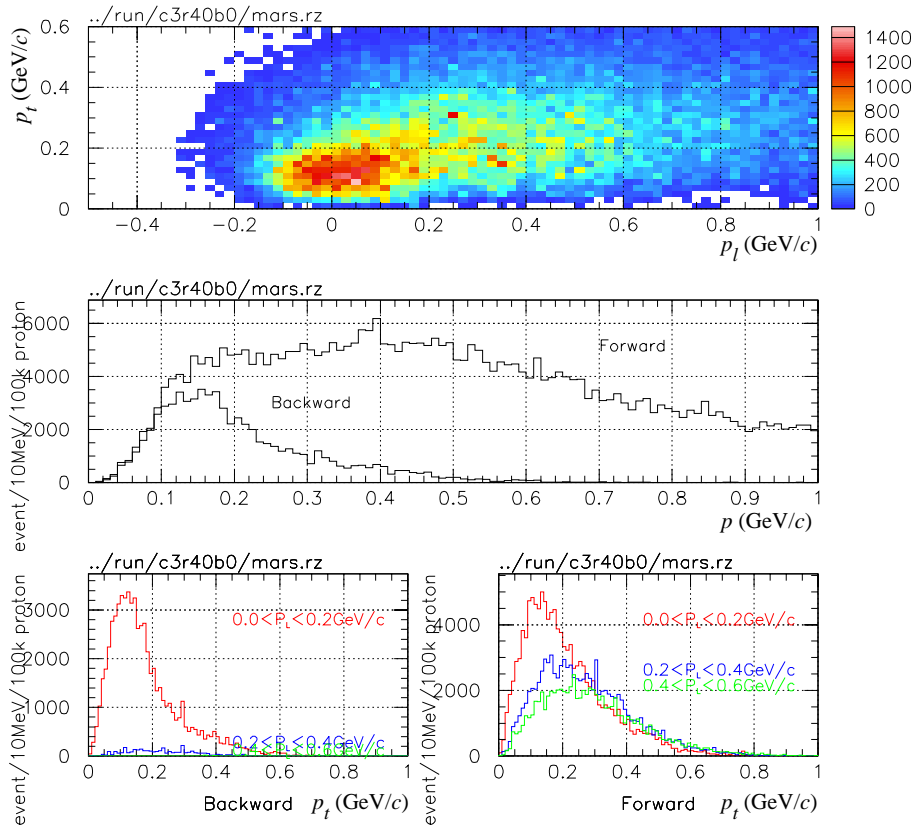 ../run/c3r40b0/mars.rz
p_t (GeV/c)
0.6
0.4
0.2
0
−0.4 −0.2 0 0.2 0.4 0.6 0.8 1
p_l (GeV/c)
1400
1200
1000
800
600
400
200
0
../run/c3r40b0/mars.rz
event/10MeV/100k proton
6000
4000
2000
0
Forward
Backward
0 0.1 0.2 0.3 0.4 0.5 0.6 0.7 0.8 0.9 1
p (GeV/c)
../run/c3r40b0/mars.rz
event/10MeV/100k proton
3000
2000
1000
0
0.0<P_L<0.2GeV/c
0.2<P_L<0.4GeV/c
0 0.2 0.4 0.6 0.8 1
Backward p_t (GeV/c)
../run/c3r40b0/mars.rz
event/10MeV/100k proton
4000
2000
0
0.0<P_L<0.2GeV/c
0.2<P_L<0.4GeV/c
0.4<P_L<0.6GeV/c
0 0.2 0.4 0.6 0.8 1
Forward p_t (GeV/c)